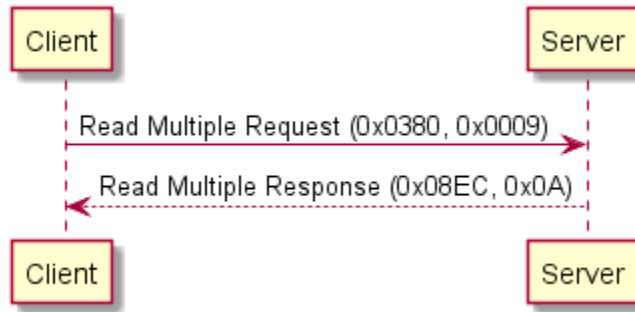 Client Server
Read Multiple Request (0x0380, 0x0009)
Read Multiple Response (0x08EC, 0x0A)
Client Server